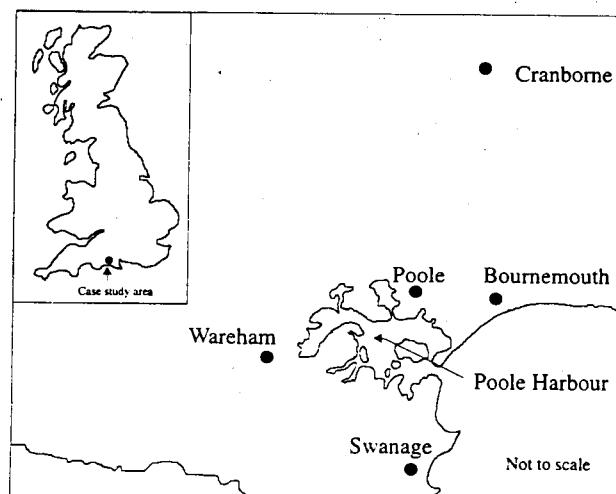 Cranborne
Case study area
Poole
Bournemouth
Wareham
Poole Harbour
Swanage
Not to scale